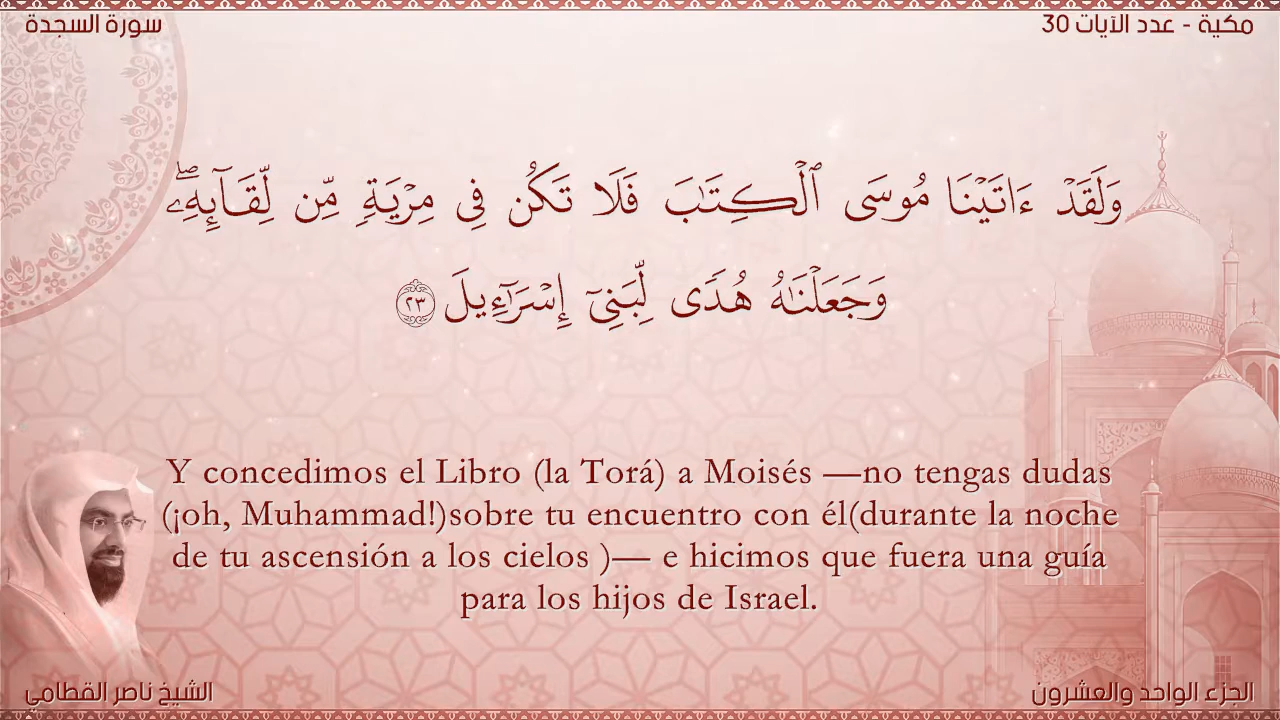 سورة السجدة
مكية - عدد الآيات 30
وَلَقَدْ ءَاتَيْنَا مُوسَى ٱلْكِتَـٰبَ فَلَا تَكُن فِى مِرْيَةٍ مِّن لِّقَآئِهِۦ ۖ
وَجَعَلْنَـٰهُ هُدًى لِّبَنِىٓ إِسْرَٰٓءِيلَ ٢٣
Y concedimos el Libro (la Torá) a Moisés —no tengas dudas
(¡oh, Muhammad!)sobre tu encuentro con él(durante la noche
de tu ascensión a los cielos )— e hicimos que fuera una guía
para los hijos de Israel.
الشيخ ناصر القطامي
الجزء الواحد والعشرون